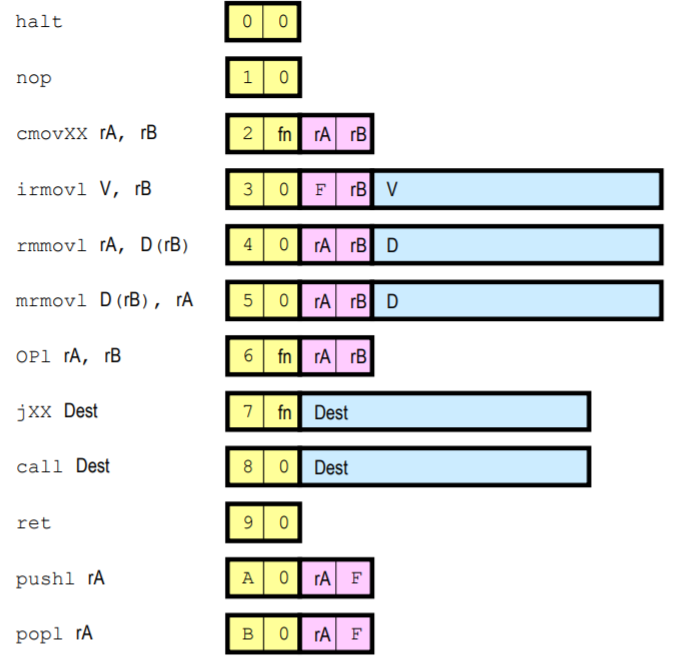 halt 0 0
nop 1 0
cmovXX rA, rB 2 fn rA rB
irmovl V, rB 3 0 F rB V
rmmovl rA, D(rB) 4 0 rA rB D
mrmovl D(rB), rA 5 0 rA rB D
OPl rA, rB 6 fn rA rB
jXX Dest 7 fn Dest
call Dest 8 0 Dest
ret 9 0
pushl rA A 0 rA F
popl rA B 0 rA F